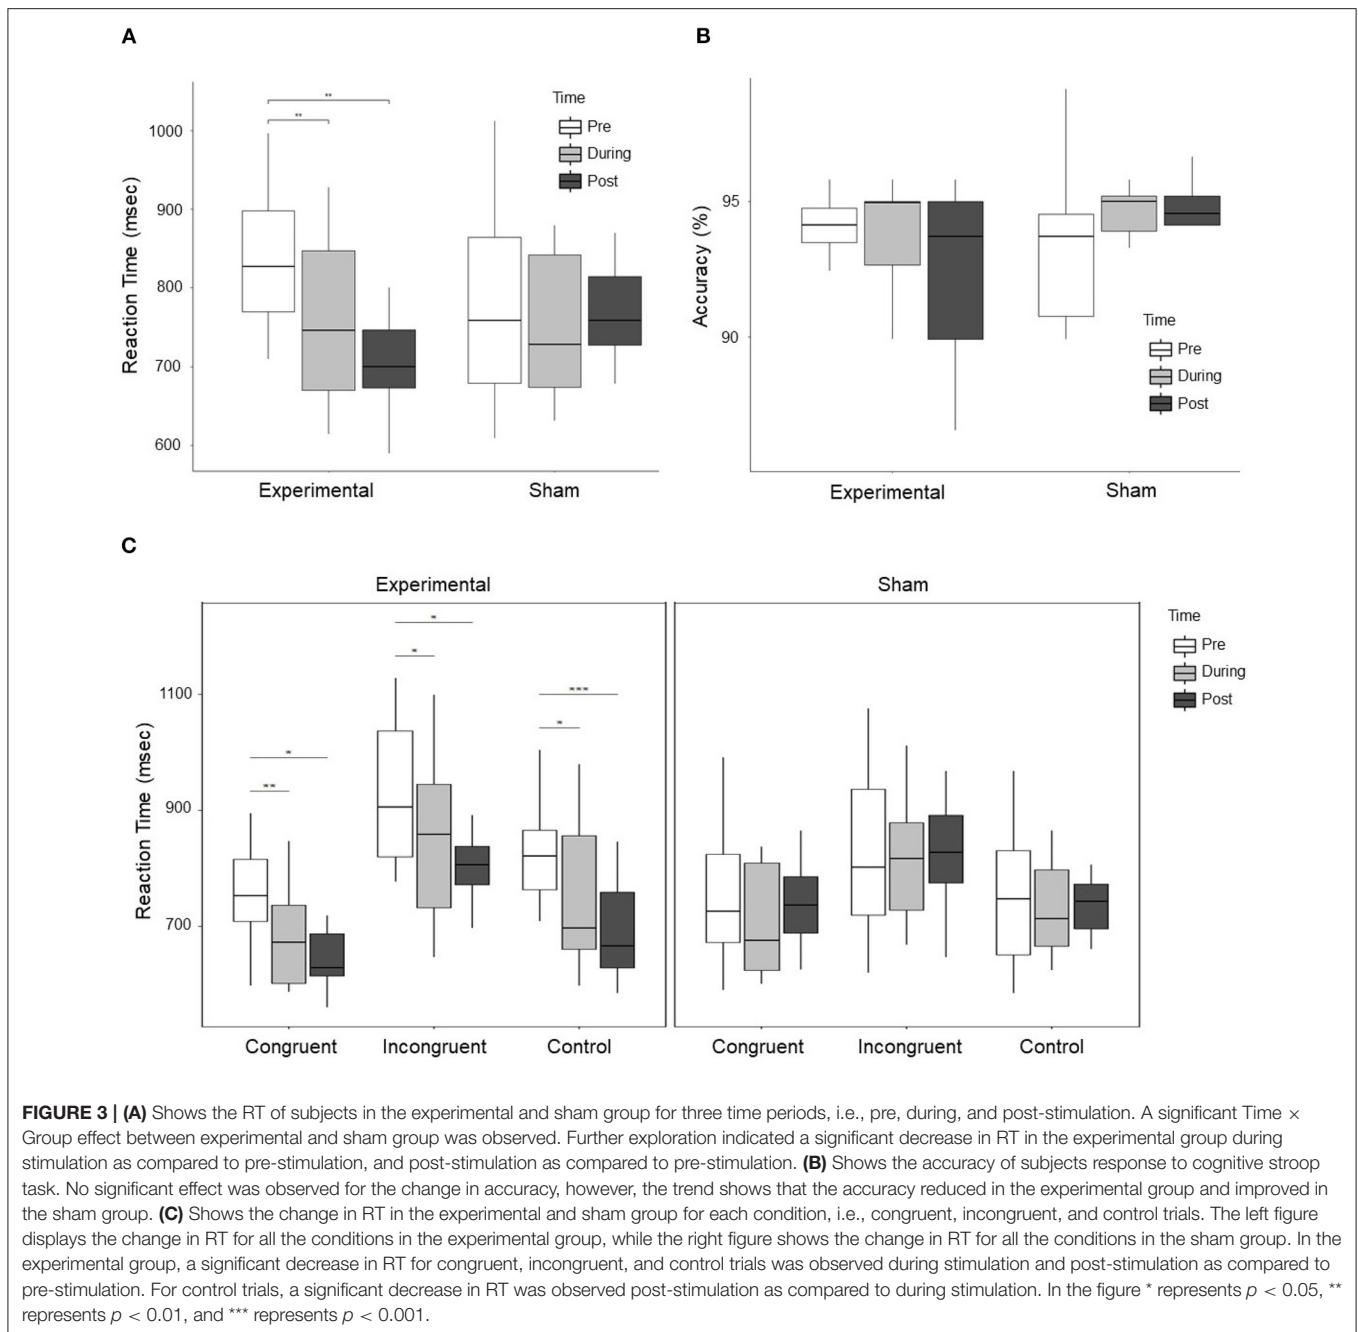 A
Reaction Time (msec)
1000
900
800
700
600
**
**
Time
Pre
During
Post
Experimental
Sham
B
Accuracy (%)
95
90
Time
Pre
During
Post
Experimental
Sham
C
Experimental
Sham
Reaction Time (msec)
1100
900
700
*
**
*
*
***
*
Time
Pre
During
Post
Congruent
Incongruent
Control
Congruent
Incongruent
Control
FIGURE 3 | (A) Shows the RT of subjects in the experimental and sham group for three time periods, i.e., pre, during, and post-stimulation. A significant Time ×
Group effect between experimental and sham group was observed. Further exploration indicated a significant decrease in RT in the experimental group during
stimulation as compared to pre-stimulation, and post-stimulation as compared to pre-stimulation. (B) Shows the accuracy of subjects response to cognitive stroop
task. No significant effect was observed for the change in accuracy, however, the trend shows that the accuracy reduced in the experimental group and improved in
the sham group. (C) Shows the change in RT in the experimental and sham group for each condition, i.e., congruent, incongruent, and control trials. The left figure
displays the change in RT for all the conditions in the experimental group, while the right figure shows the change in RT for all the conditions in the sham group. In the
experimental group, a significant decrease in RT for congruent, incongruent, and control trials was observed during stimulation and post-stimulation as compared to
pre-stimulation. For control trials, a significant decrease in RT was observed post-stimulation as compared to during stimulation. In the figure * represents p < 0.05, **
represents p < 0.01, and *** represents p < 0.001.